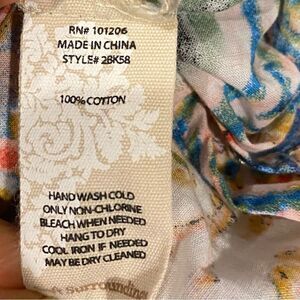 RN# 101206
MADE IN CHINA
STYLE# 2BK58
100% COTTON
HAND WASH COLD
ONLY NON-CHLORINE
BLEACH WHEN NEEDED
HANG TO DRY
COOL IRON IF NEEDED
MAY BE DRY CLEANED